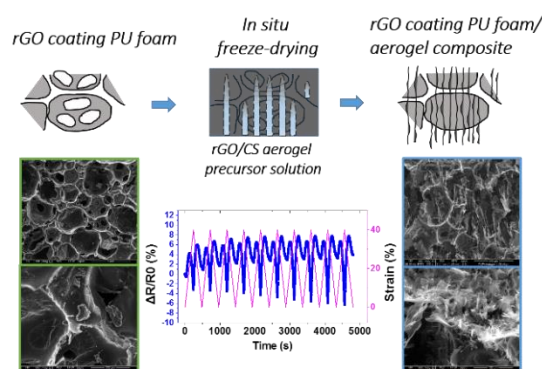 rGO coating PU foam
In situ
freeze-drying
rGO coating PU foam/
aerogel composite
rGO/CS aerogel
precursor solution
ΔR/R0 (%)
12
10
8
6
4
2
0
-2
-4
-6
-8
-10
40
20
0
Strain (%)
0 1000 2000 3000 4000 5000
Time (s)